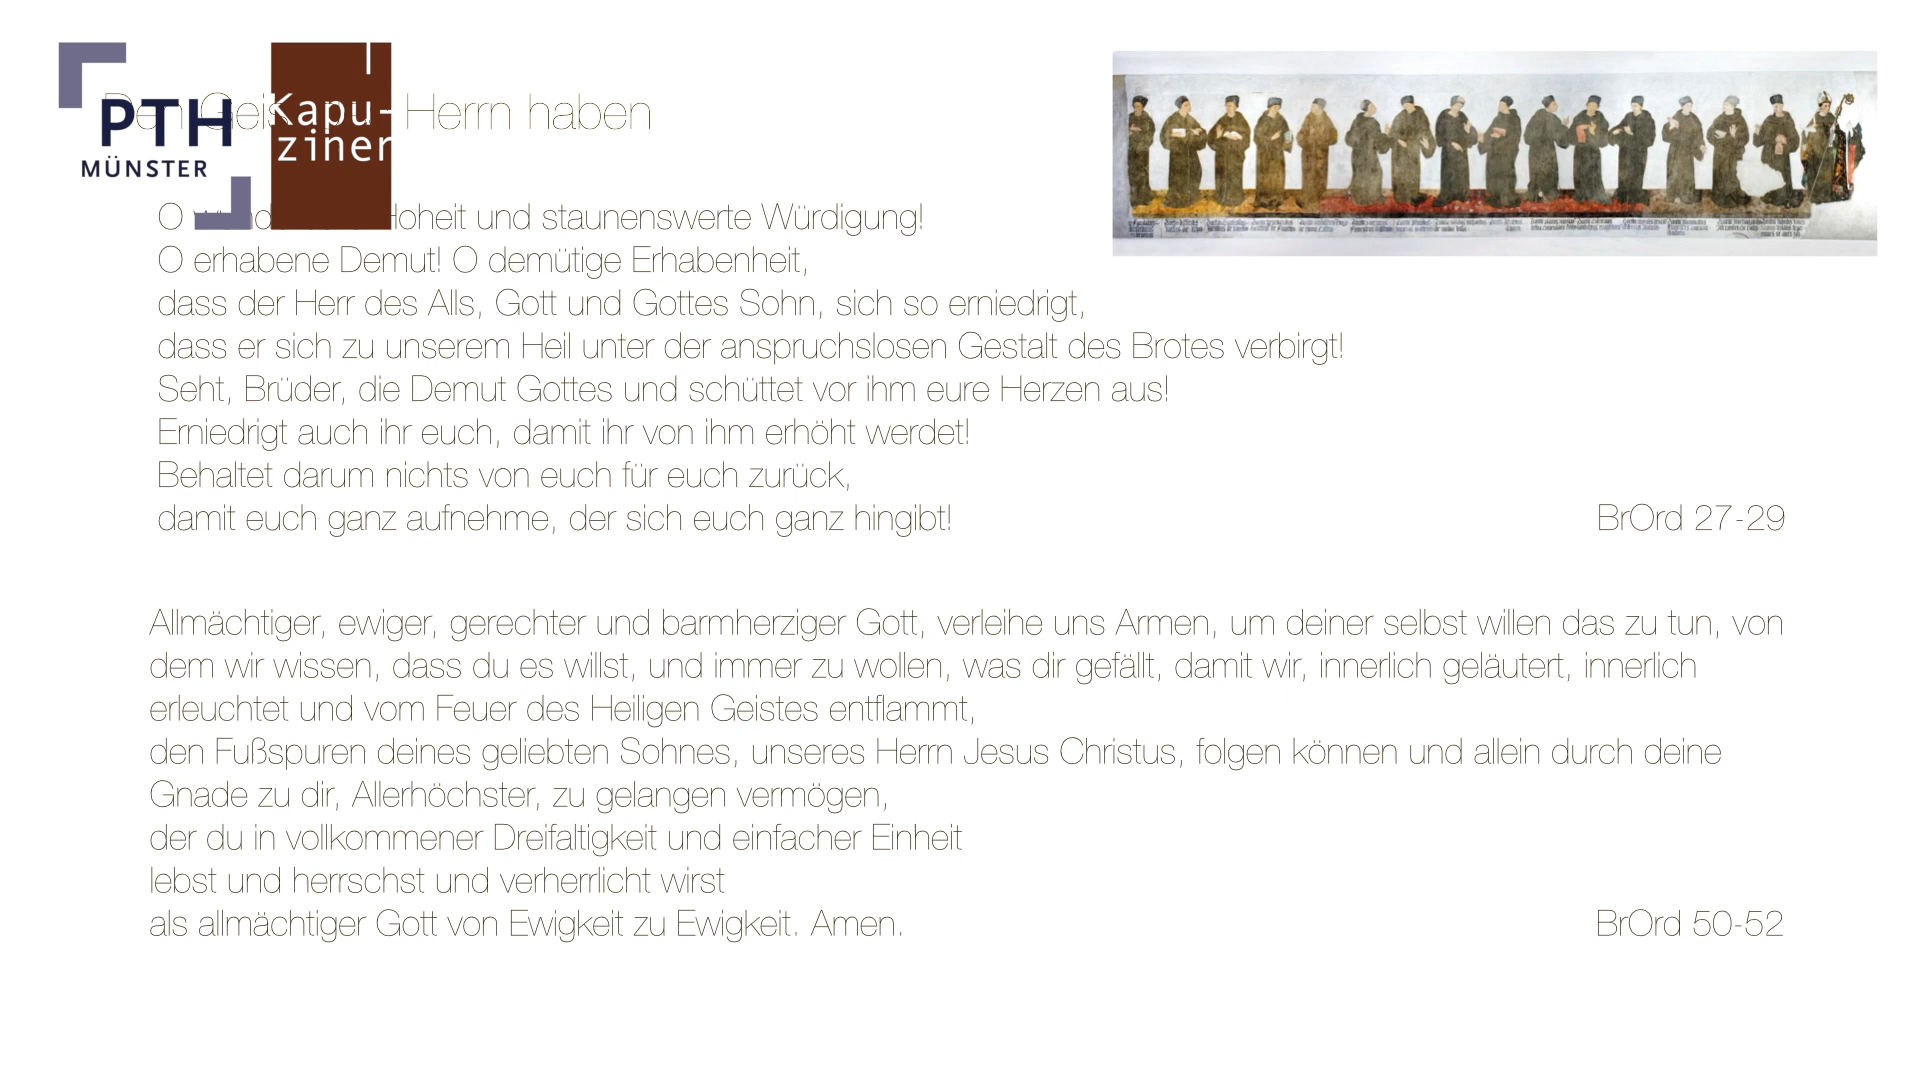 PTH
MÜNSTER
Kapu-
ziner
Herrn haben
O Hoheit und staunenswerte Würdigung!
O erhabene Demut! O demütige Erhabenheit,
dass der Herr des Alls, Gott und Gottes Sohn, sich so erniedrigt,
dass er sich zu unserem Heil unter der anspruchslosen Gestalt des Brotes verbirgt!
Seht, Brüder, die Demut Gottes und schüttet vor ihm eure Herzen aus!
Erniedrigt auch ihr euch, damit ihr von ihm erhöht werdet!
Behaltet darum nichts von euch für euch zurück,
damit euch ganz aufnehme, der sich euch ganz hingibt! BrOrd 27-29
Allmächtiger, ewiger, gerechter und barmherziger Gott, verleihe uns Armen, um deiner selbst willen das zu tun, von
dem wir wissen, dass du es willst, und immer zu wollen, was dir gefällt, damit wir, innerlich geläutert, innerlich
erleuchtet und vom Feuer des Heiligen Geistes entflammt,
den Fußspuren deines geliebten Sohnes, unseres Herrn Jesus Christus, folgen können und allein durch deine
Gnade zu dir, Allerhöchster, zu gelangen vermögen,
der du in vollkommener Dreifaltigkeit und einfacher Einheit
lebst und herrschst und verherrlicht wirst
als allmächtiger Gott von Ewigkeit zu Ewigkeit. Amen. BrOrd 50-52